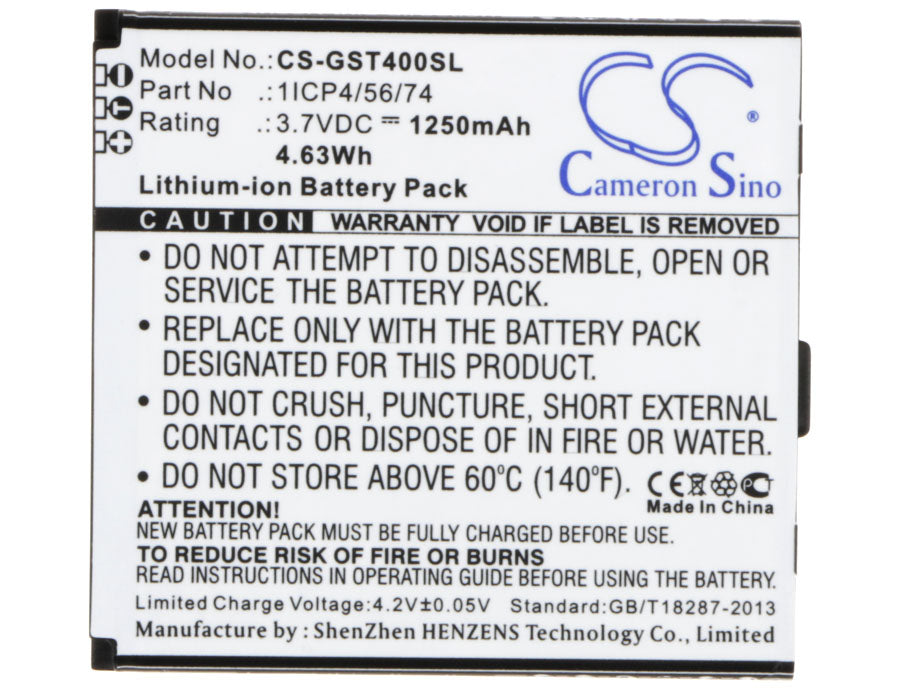 Model No.: CS-GST400SL
Part No .: 1ICP4/56/74
Rating .: 3.7VDC ⎓ 1250mAh
4.63Wh
Lithium-ion Battery Pack
CS ®
Cameron Sino
CAUTION WARRANTY VOID IF LABEL IS REMOVED
• DO NOT ATTEMPT TO DISASSEMBLE, OPEN OR
SERVICE THE BATTERY PACK.
• REPLACE ONLY WITH THE BATTERY PACK
DESIGNATED FOR THIS PRODUCT.
• DO NOT CRUSH, PUNCTURE, SHORT EXTERNAL
CONTACTS OR DISPOSE OF IN FIRE OR WATER.
• DO NOT STORE ABOVE 60°C (140°F).
CE PCT
Made In China
ATTENTION!
NEW BATTERY PACK MUST BE FULLY CHARGED BEFORE USE.
TO REDUCE RISK OF FIRE OR BURNS
READ INSTRUCTIONS IN OPERATING GUIDE BEFORE USING THE BATTERY.
Limited Charge Voltage:4.2V±0.05V Standard:GB/T18287-2013
Manufacture by : ShenZhen HENZENS Technology Co., Limited